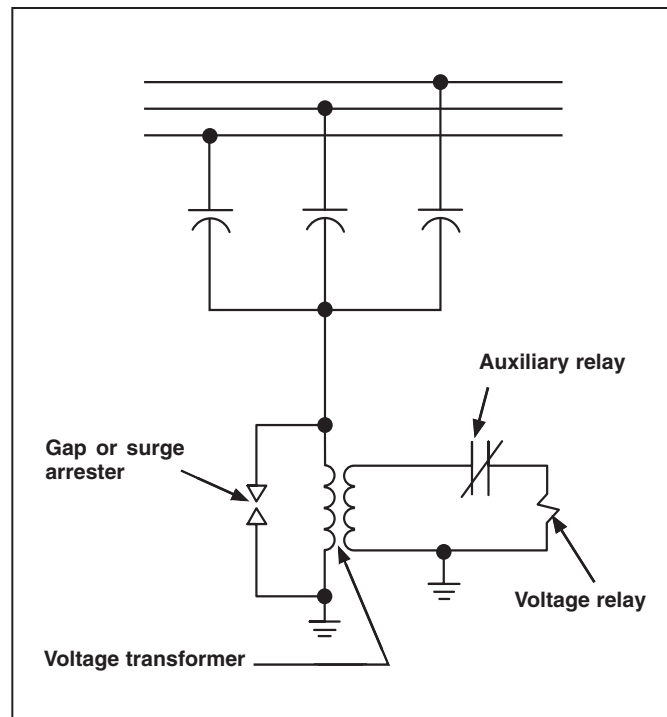 Auxiliary relay
Gap or surge
arrester
Voltage relay
Voltage transformer